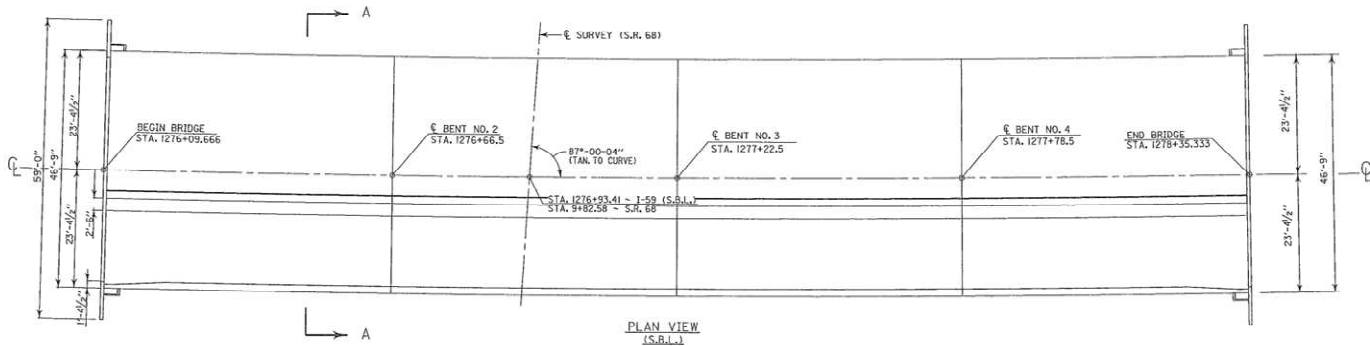 A
℄ SURVEY (S.R. 68)
BEGIN BRIDGE
STA. 1276+09.666
℄ BENT NO. 2
STA. 1276+66.5
87°-00-04"
(TAN. TO CURVE)
℄ BENT NO. 3
STA. 1277+22.5
℄ BENT NO. 4
STA. 1277+78.5
END BRIDGE
STA. 1278+35.333
℄
℄
59'-0"
46'-9"
23'-4½"
23'-4½"
2'-6"
1'-4½"
STA. 1276+93.41 ~ I-59 (S.B.L.)
STA. 9+82.58 ~ S.R. 68
23'-4½"
23'-4½"
46'-9"
A
PLAN VIEW
(S.B.L.)